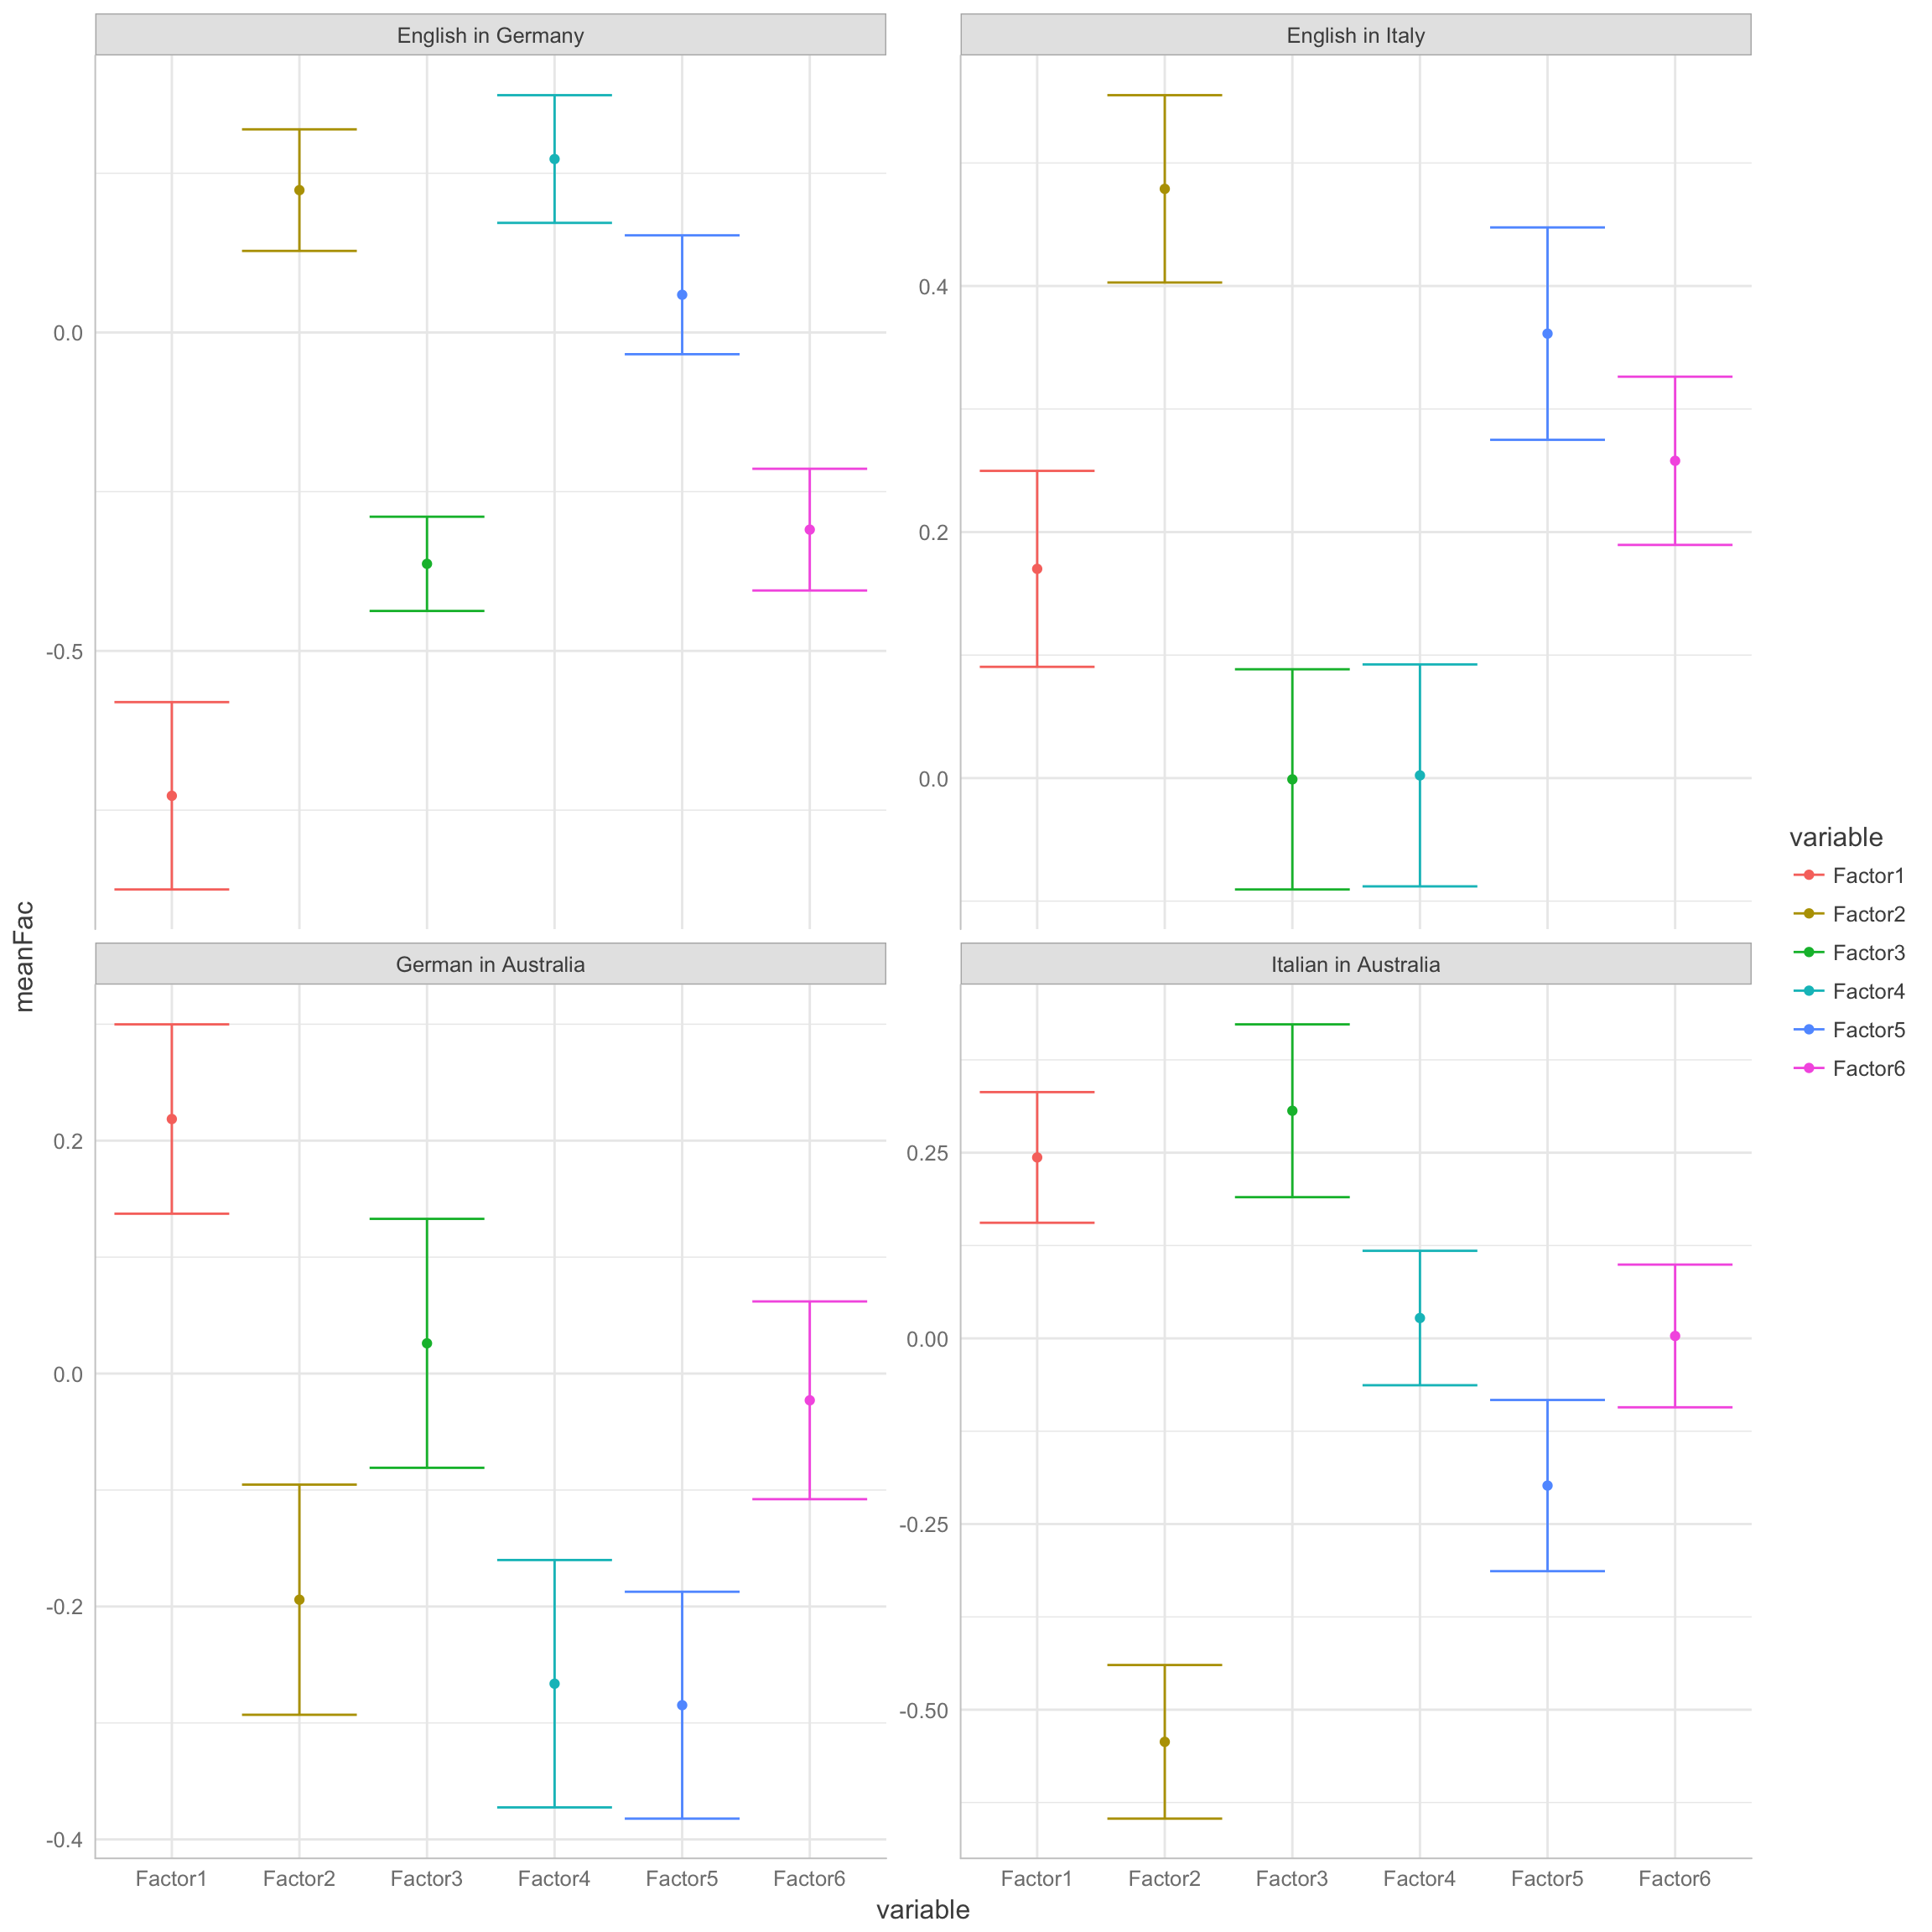 English in Germany
English in Italy
0.0
-0.5
0.4
0.2
0.0
meanFac
German in Australia
Italian in Australia
0.2
0.0
-0.2
-0.4
0.25
0.00
-0.25
-0.50
Factor1 Factor2 Factor3 Factor4 Factor5 Factor6
Factor1 Factor2 Factor3 Factor4 Factor5 Factor6
variable
variable
Factor1
Factor2
Factor3
Factor4
Factor5
Factor6